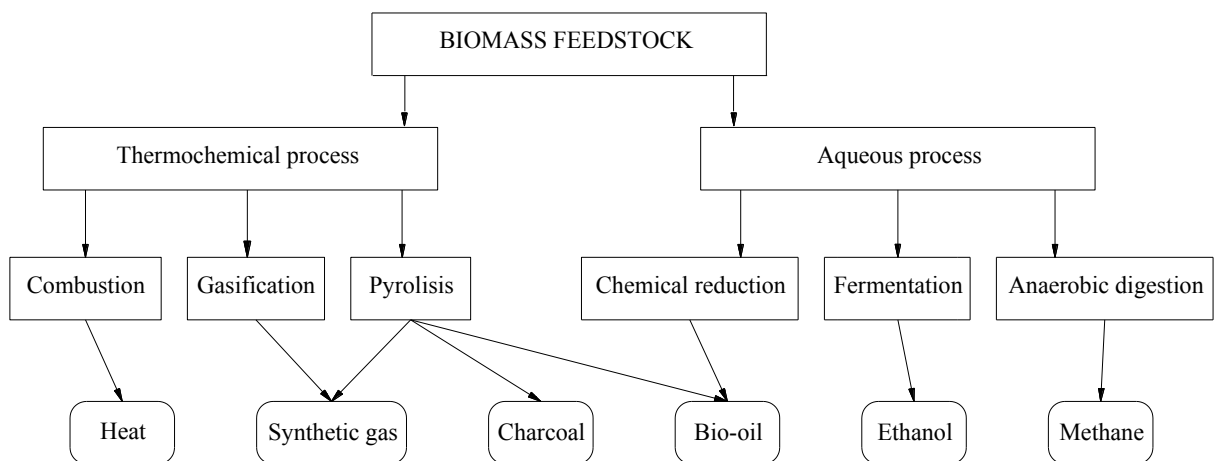 BIOMASS FEEDSTOCK
Thermochemical process
Aqueous process
Combustion
Gasification
Pyrolisis
Chemical reduction
Fermentation
Anaerobic digestion
Heat
Synthetic gas
Charcoal
Bio-oil
Ethanol
Methane